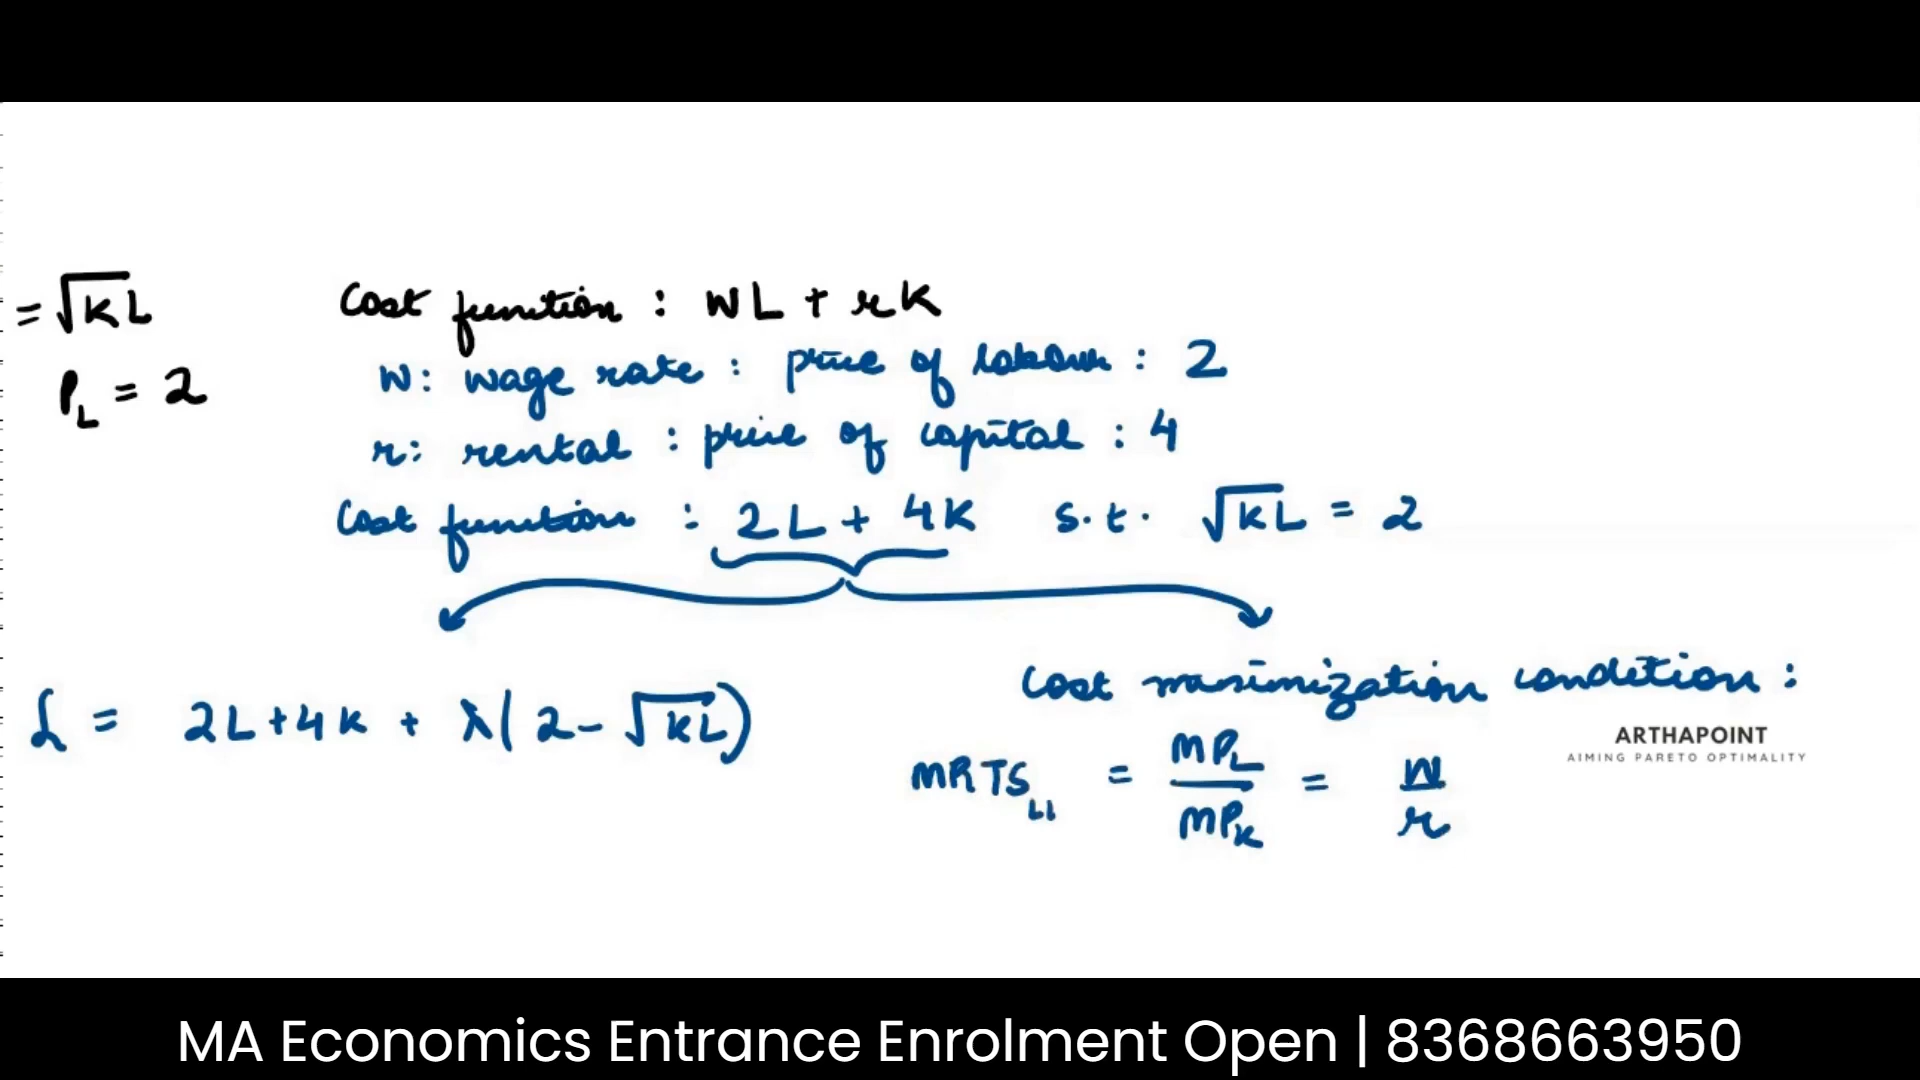 = √KL
P_L = 2
Cost function : wL + rK
w: wage rate : price of labour : 2
r: rental : price of capital : 4
Cost function : 2L + 4K s.t. √KL = 2
ℒ = 2L+4K + λ(2-√KL)
Cost maximization condition :
MRTS = MP_L / MP_K = w / r
ARTHAPOINT
AIMING PARETO OPTIMALITY
MA Economics Entrance Enrolment Open | 8368663950